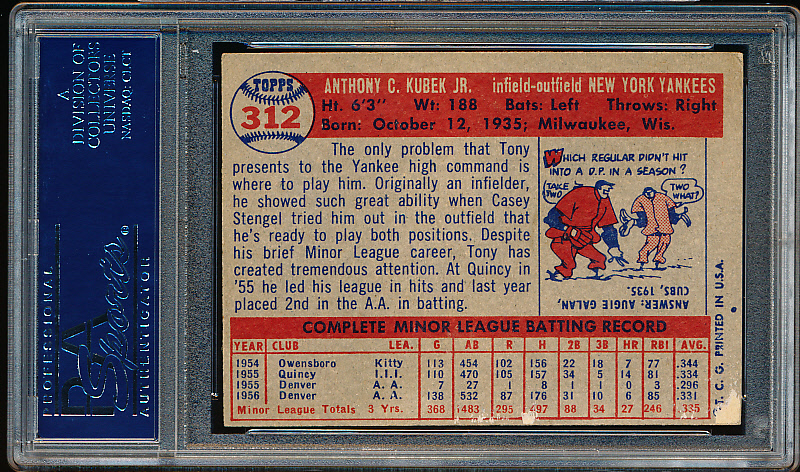 A
DIVISION OF
COLLECTORS
UNIVERSE
NASDAQ: CLCT
PROFESSIONAL
PSA
Sports®
AUTHENTICATOR
TOPPS
312
ANTHONY C. KUBEK JR. infield-outfield NEW YORK YANKEES
Ht. 6'3" Wt: 188 Bats: Left Throws: Right
Born: October 12, 1935; Milwaukee, Wis.
The only problem that Tony
presents to the Yankee high command is
where to play him. Originally an infielder,
he showed such great ability when Casey
Stengel tried him out in the outfield that
he's ready to play both positions. Despite
his brief Minor League career, Tony has
created tremendous attention. At Quincy in
'55 he led his league in hits and last year
placed 2nd in the A.A. in batting.
WHICH REGULAR DIDN'T HIT
INTO A D.P. IN A SEASON?
TAKE
TWO
TWO
WHAT?
ANSWER: AUGIE GALAN,
CUBS, 1935.
COMPLETE MINOR LEAGUE BATTING RECORD
YEAR CLUB LEA. G AB R H 2B 3B HR RBI AVG.
1954 Owensboro Kitty 113 454 102 156 22 18 7 77 .344
1955 Quincy I.I.I. 110 470 105 157 34 5 14 81 .334
1955 Denver A. A. 7 27 1 8 1 1 0 3 .296
1956 Denver A. A. 138 532 87 176 31 10 6 85 .331
Minor League Totals 3 Yrs. 368 1483 295 497 88 34 27 246 .335
T. C. G. PRINTED IN U.S.A.